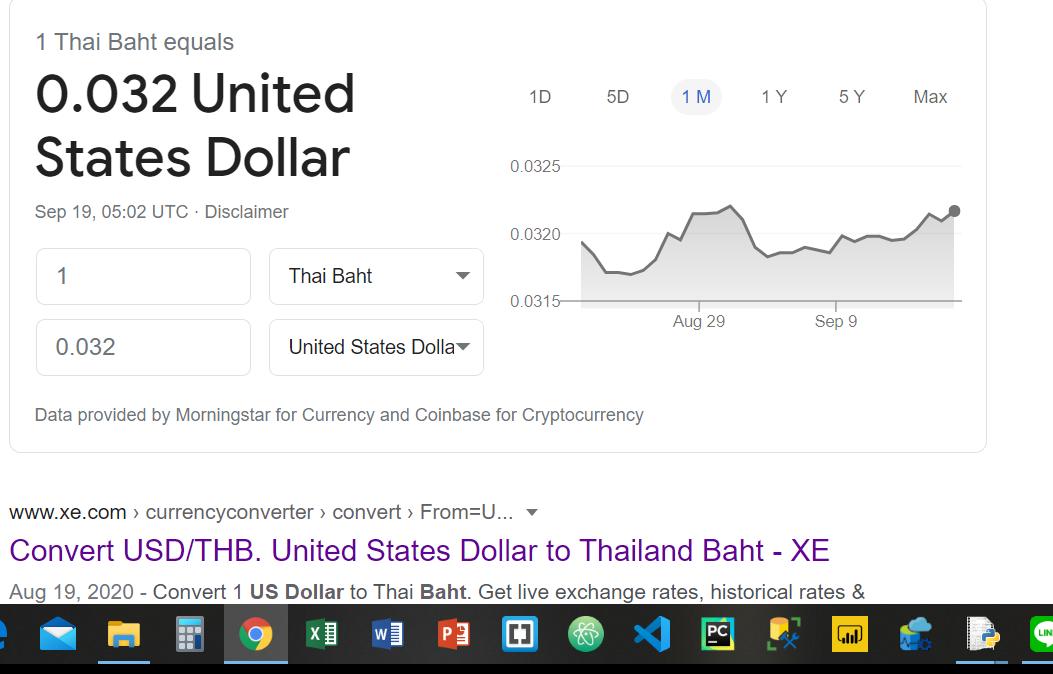 1 Thai Baht equals
0.032 United
States Dollar
Sep 19, 05:02 UTC · Disclaimer
1
Thai Baht
0.032
United States Dolla
1D 5D 1 M 1 Y 5 Y Max
0.0325
0.0320
0.0315
Aug 29 Sep 9
Data provided by Morningstar for Currency and Coinbase for Cryptocurrency
www.xe.com › currencyconverter › convert › From=U...
Convert USD/THB. United States Dollar to Thailand Baht - XE
Aug 19, 2020 - Convert 1 US Dollar to Thai Baht. Get live exchange rates, historical rates &
X W P PC LIN